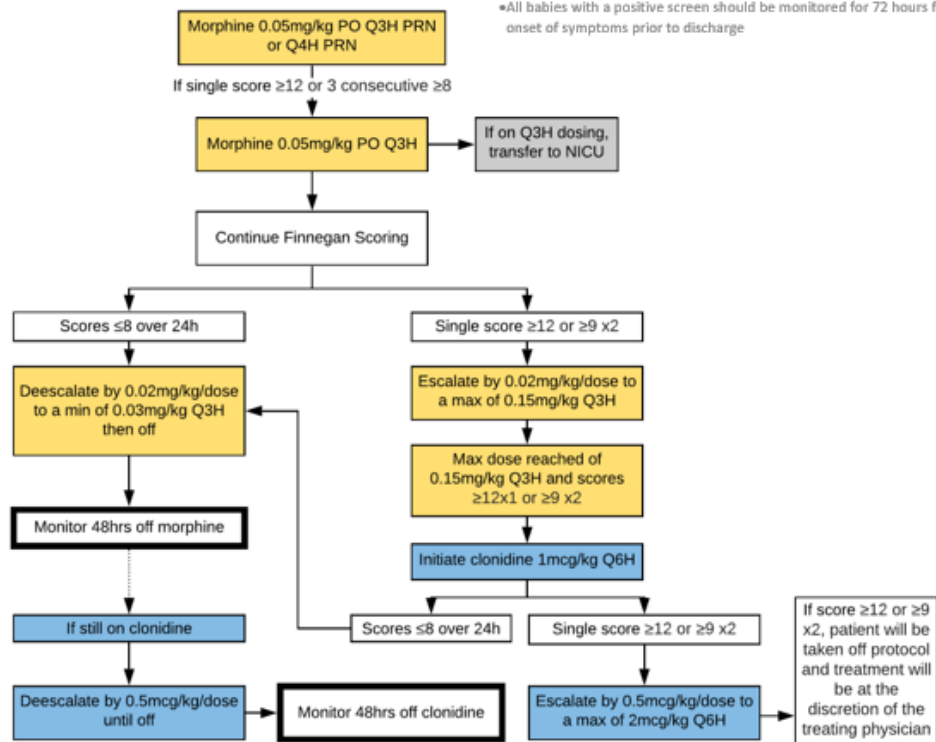 •All babies with a positive screen should be monitored for 72 hours
onset of symptoms prior to discharge
Morphine 0.05mg/kg PO Q3H PRN
or Q4H PRN
If single score ≥12 or 3 consecutive ≥8
Morphine 0.05mg/kg PO Q3H
If on Q3H dosing,
transfer to NICU
Continue Finnegan Scoring
Scores ≤8 over 24h
Single score ≥12 or ≥9 x2
Deescalate by 0.02mg/kg/dose
to a min of 0.03mg/kg Q3H
then off
Escalate by 0.02mg/kg/dose to
a max of 0.15mg/kg Q3H
Max dose reached of
0.15mg/kg Q3H and scores
≥12x1 or ≥9 x2
Monitor 48hrs off morphine
Initiate clonidine 1mcg/kg Q6H
If still on clonidine
Scores ≤8 over 24h
Single score ≥12 or ≥9 x2
If score ≥12 or ≥9
x2, patient will be
taken off protocol
and treatment will
be at the
discretion of the
treating physician
Deescalate by 0.5mcg/kg/dose
until off
Monitor 48hrs off clonidine
Escalate by 0.5mcg/kg/dose to
a max of 2mcg/kg Q6H